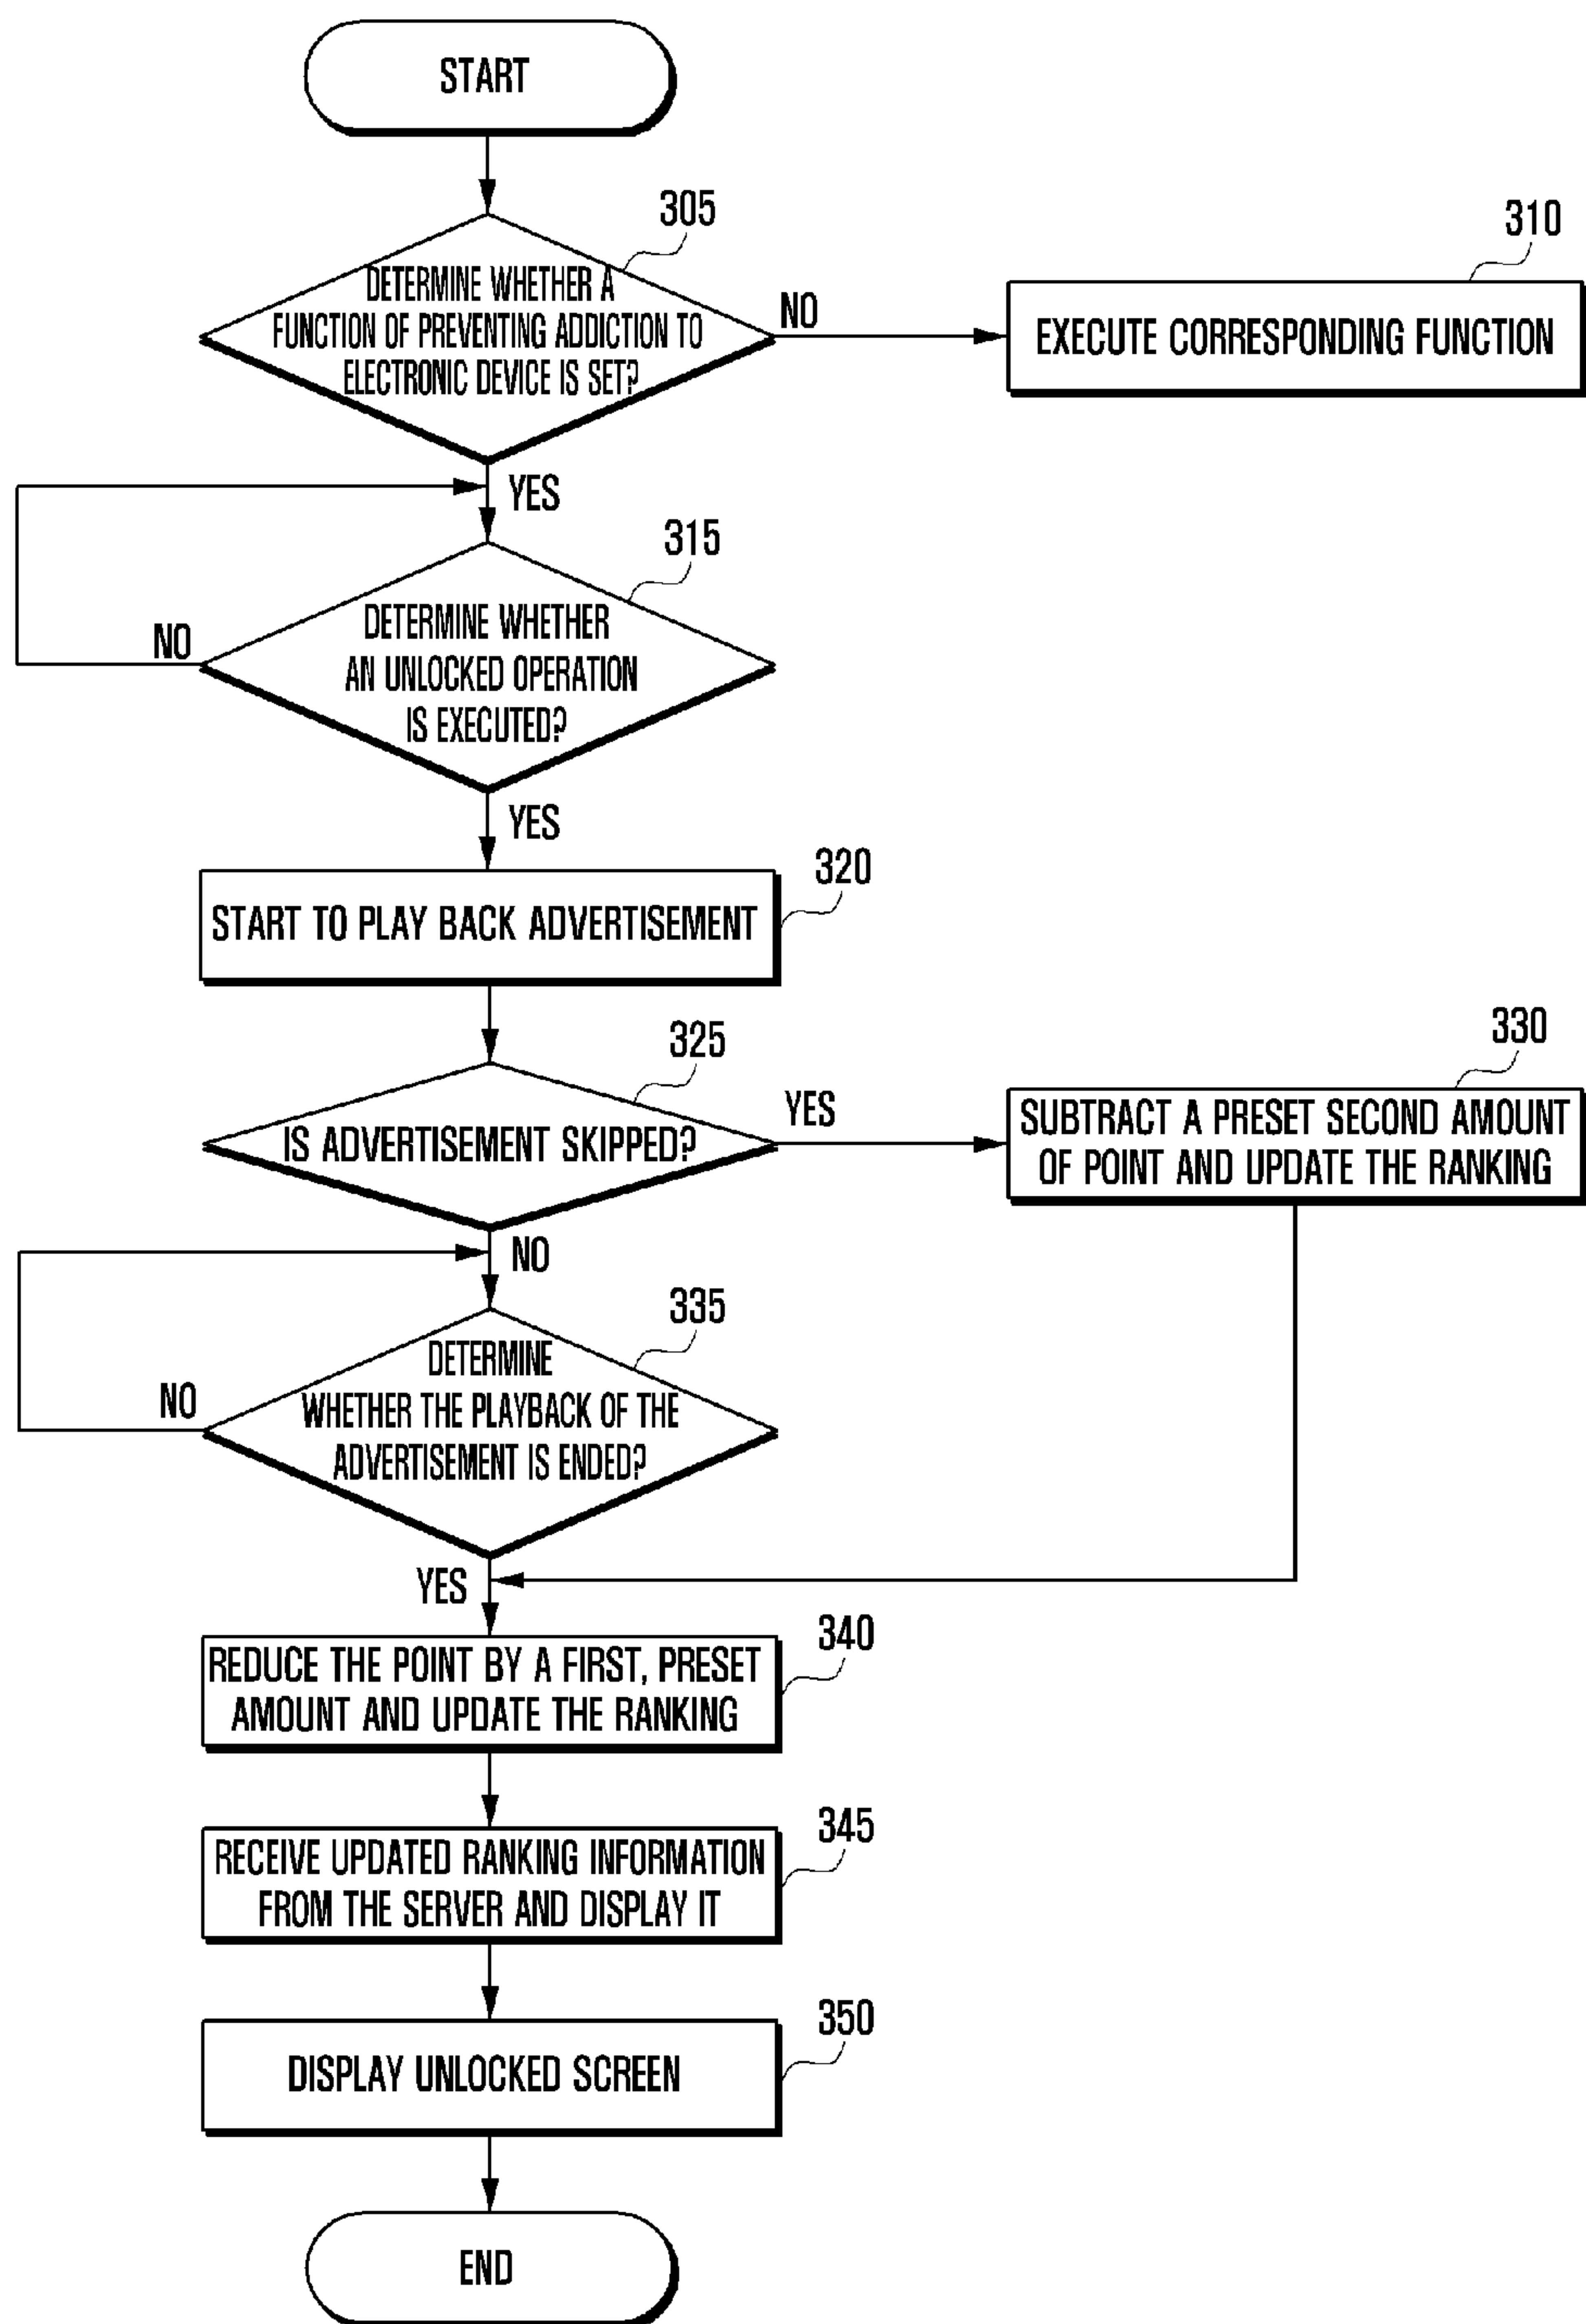 START
305
DETERMINE WHETHER A
FUNCTION OF PREVENTING ADDICTION TO
ELECTRONIC DEVICE IS SET?
NO
310
EXECUTE CORRESPONDING FUNCTION
YES
315
DETERMINE WHETHER
AN UNLOCKED OPERATION
IS EXECUTED?
NO
YES
320
START TO PLAY BACK ADVERTISEMENT
325
IS ADVERTISEMENT SKIPPED?
YES
330
SUBTRACT A PRESET SECOND AMOUNT
OF POINT AND UPDATE THE RANKING
NO
335
DETERMINE
WHETHER THE PLAYBACK OF THE
ADVERTISEMENT IS ENDED?
NO
YES
340
REDUCE THE POINT BY A FIRST, PRESET
AMOUNT AND UPDATE THE RANKING
345
RECEIVE UPDATED RANKING INFORMATION
FROM THE SERVER AND DISPLAY IT
350
DISPLAY UNLOCKED SCREEN
END